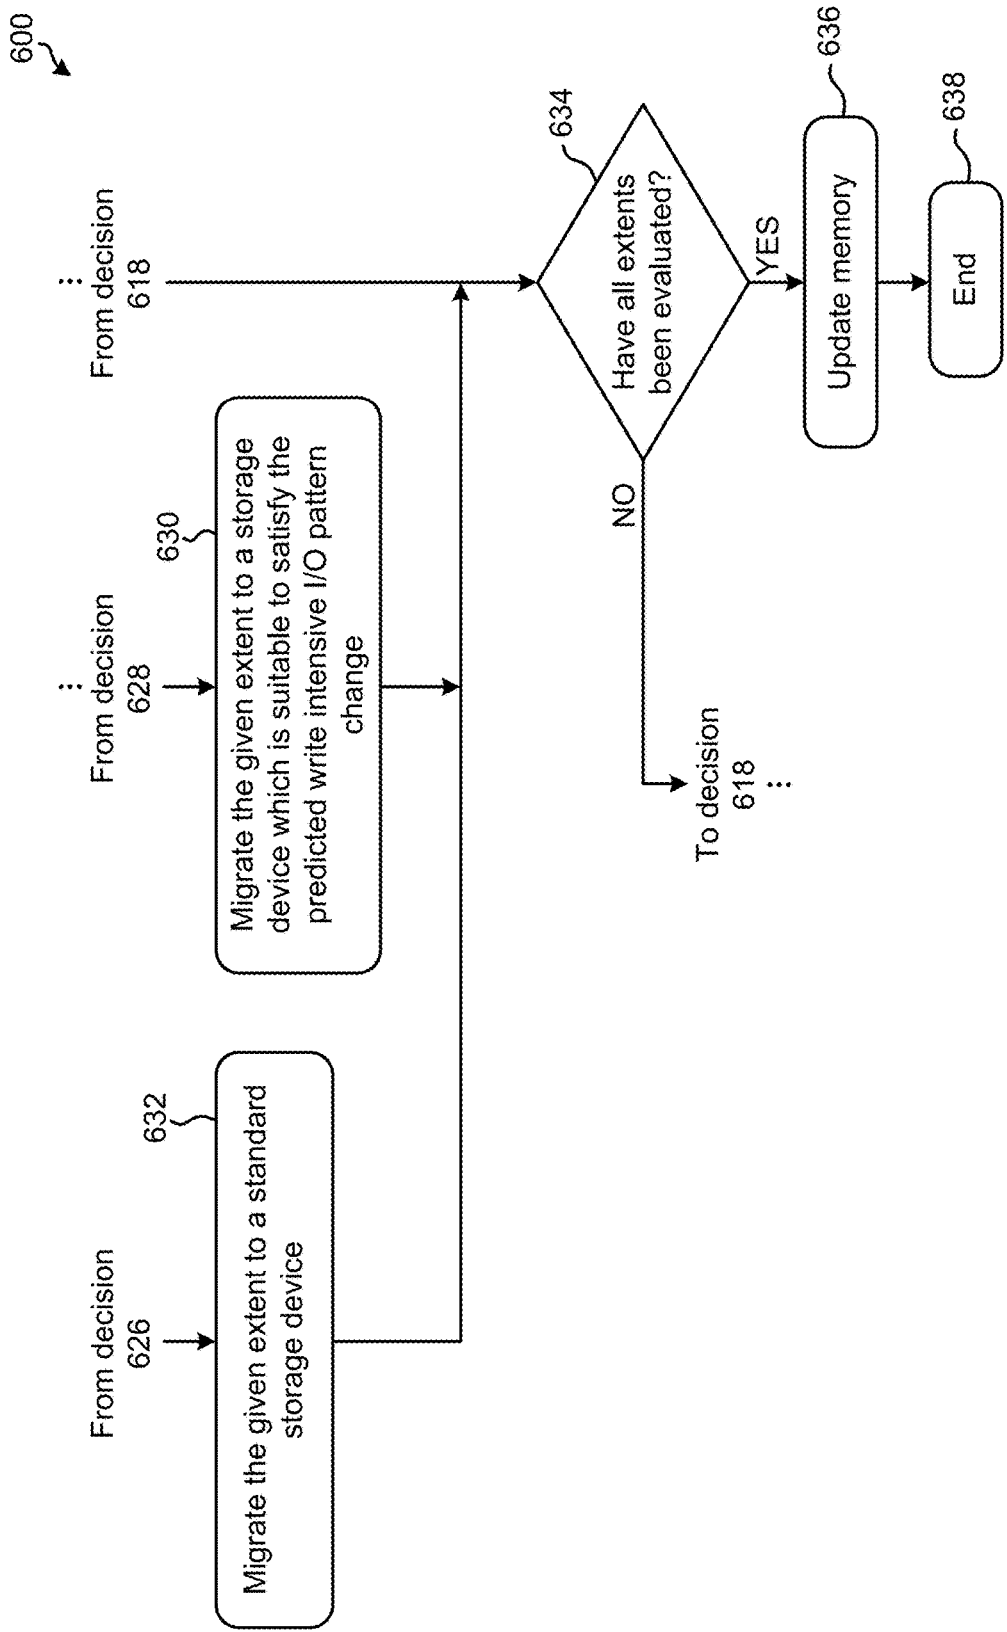 600
From decision
626
⋮
From decision
628
⋮
From decision
618
632
Migrate the given extent to a standard
storage device
630
Migrate the given extent to a storage
device which is suitable to satisfy the
predicted write intensive I/O pattern
change
634
Have all extents
been evaluated?
NO
YES
To decision
618
⋮
636
Update memory
638
End